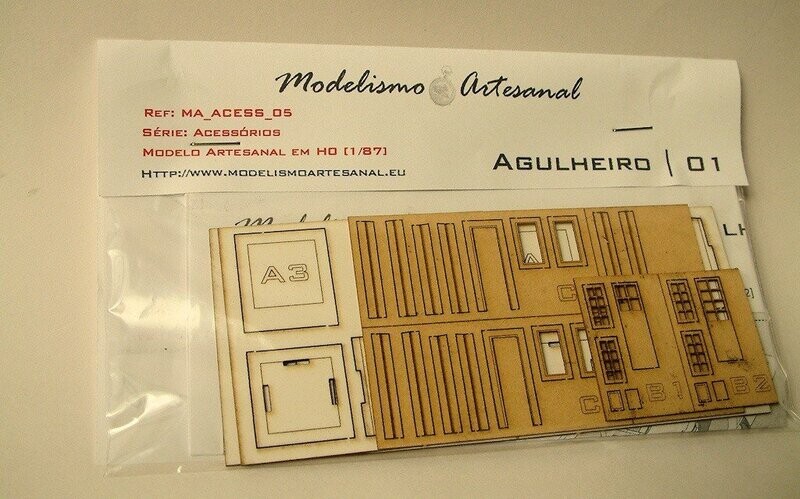 Modelismo Artesanal
REF: MA_ACESS_05
SÉRIE: ACESSÓRIOS
MODELO ARTESANAL EM HO [1/87]
HTTP://WWW.MODELISMOARTESANAL.EU
AGULHEIRO | 01
A3
C
C
B1
B2